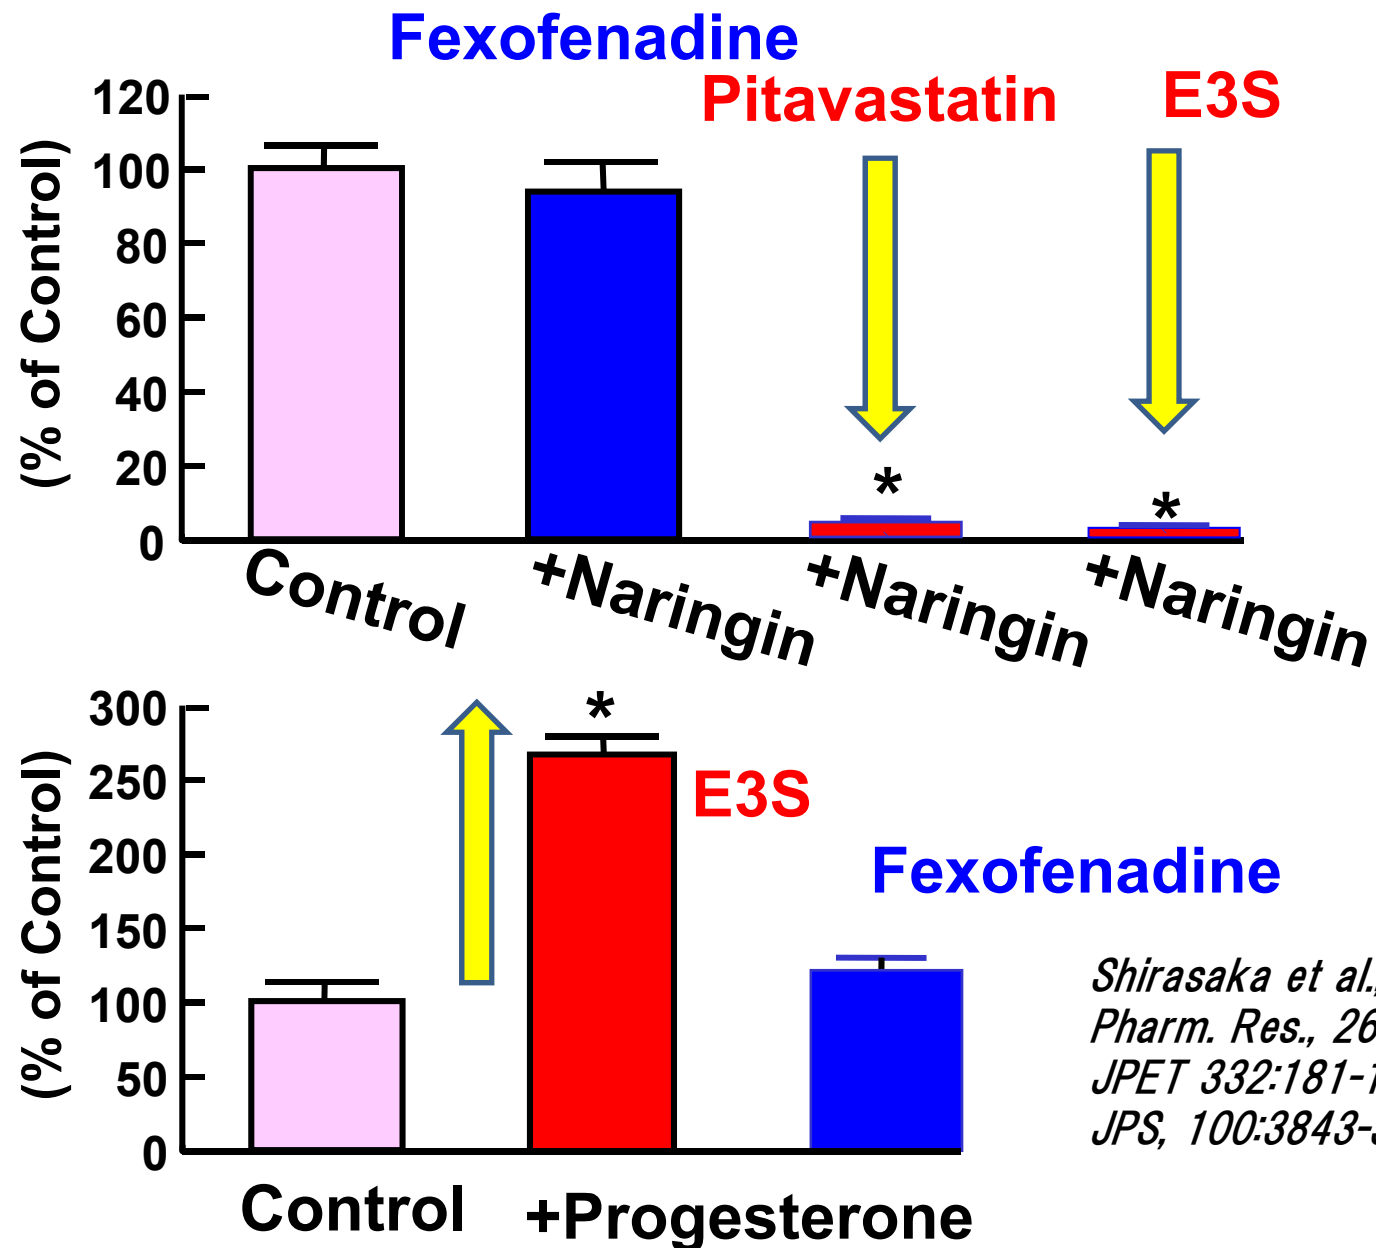 Fexofenadine
Pitavastatin
E3S
(% of Control)
120
100
80
60
40
20
0
*
*
Control
+Naringin
+Naringin
+Naringin
(% of Control)
300
250
200
150
100
50
0
*
E3S
Fexofenadine
Control
+Progesterone
Shirasaka et al.,
Pharm. Res., 26
JPET 332:181-1
JPS, 100:3843-